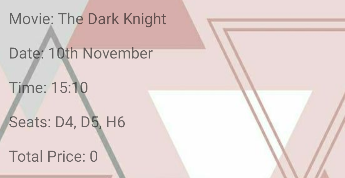 Movie: The Dark Knight
Date: 10th November
Time: 15:10
Seats: D4, D5, H6
Total Price: 0